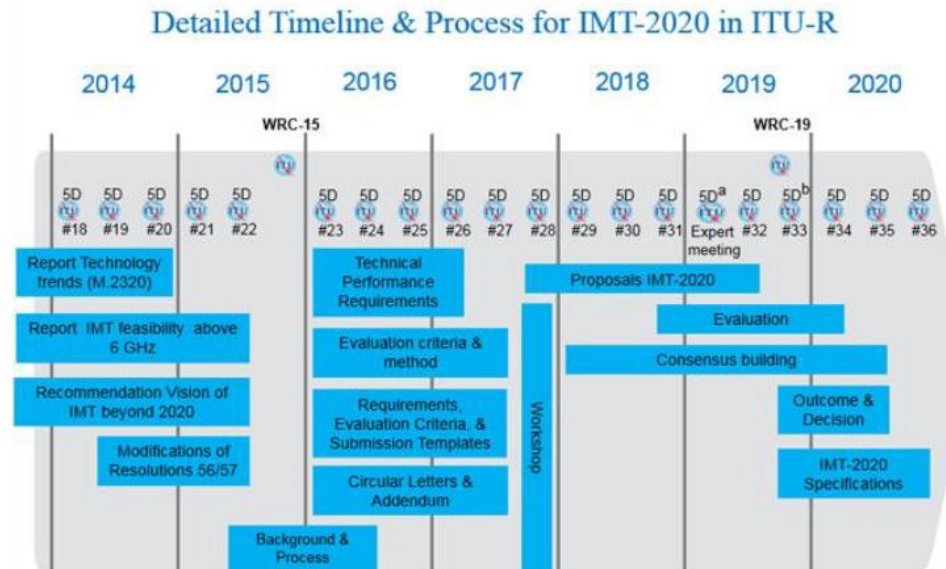 Detailed Timeline & Process for IMT-2020 in ITU-R
2014 2015 2016 2017 2018 2019 2020
WRC-15 WRC-19
5D 5D 5D 5D 5D 5D 5D 5D 5D 5D 5D 5D 5D 5D 5Da 5D 5Db 5D 5D 5D
#18 #19 #20 #21 #22 #23 #24 #25 #26 #27 #28 #29 #30 #31 Expert #32 #33 #34 #35 #36
meeting
Report Technology
trends (M.2320)
Report IMT feasibility above
6 GHz
Recommendation Vision of
IMT beyond 2020
Modifications of
Resolutions 56/57
Background &
Process
Technical
Performance
Requirements
Evaluation criteria &
method
Requirements,
Evaluation Criteria, &
Submission Templates
Circular Letters &
Addendum
Workshop
Proposals IMT-2020
Evaluation
Consensus building
Outcome &
Decision
IMT-2020
Specifications